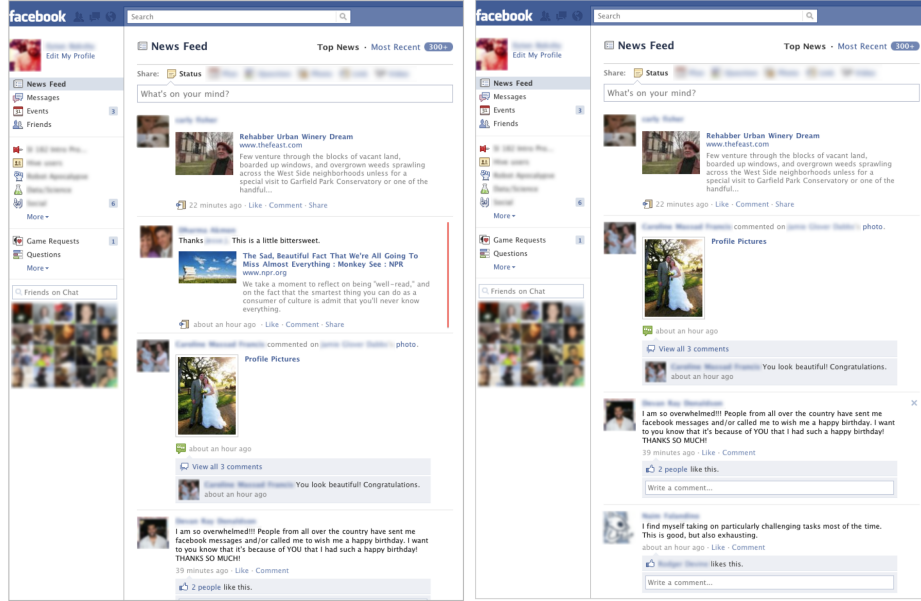 facebook
Search
Edit My Profile
News Feed
Messages
Events 3
Friends
6
More
Game Requests 1
Questions
More
Friends on Chat
News Feed
Top News · Most Recent 300+
Share: Status
What's on your mind?
Rehabber Urban Winery Dream
www.thefeast.com
Few venture through the blocks of vacant land,
boarded up windows, and overgrown weeds sprawling
across the West Side neighborhoods unless for a
special visit to Garfield Park Conservatory or one of the
handful...
22 minutes ago · Like · Comment · Share
Thanks This is a little bittersweet.
The Sad, Beautiful Fact That We're All Going To
Miss Almost Everything : Monkey See : NPR
www.npr.org
We take a moment to reflect on being "well-read," and
on the fact that the smartest thing you can do as a
consumer of culture is admit that you'll never know
everything.
about an hour ago · Like · Comment · Share
commented on photo.
Profile Pictures
about an hour ago
View all 3 comments
You look beautiful! Congratulations.
about an hour ago
I am so overwhelmed!!! People from all over the country have sent me
facebook messages and/or called me to wish me a happy birthday. I want
to you know that it's because of YOU that I had such a happy birthday!
THANKS SO MUCH!
39 minutes ago · Like · Comment
2 people like this.
facebook
Search
Edit My Profile
News Feed
Messages
Events 3
Friends
6
More
Game Requests 1
Questions
More
Friends on Chat
News Feed
Top News · Most Recent 300+
Share: Status
What's on your mind?
Rehabber Urban Winery Dream
www.thefeast.com
Few venture through the blocks of vacant land,
boarded up windows, and overgrown weeds sprawling
across the West Side neighborhoods unless for a
special visit to Garfield Park Conservatory or one of the
handful...
22 minutes ago · Like · Comment · Share
commented on photo.
Profile Pictures
about an hour ago
View all 3 comments
You look beautiful! Congratulations.
about an hour ago
I am so overwhelmed!!! People from all over the country have sent me
facebook messages and/or called me to wish me a happy birthday. I want
to you know that it's because of YOU that I had such a happy birthday!
THANKS SO MUCH!
39 minutes ago · Like · Comment
2 people like this.
Write a comment...
I find myself taking on particularly challenging tasks most of the time.
This is good, but also exhausting.
about an hour ago · Like · Comment
likes this.
Write a comment...